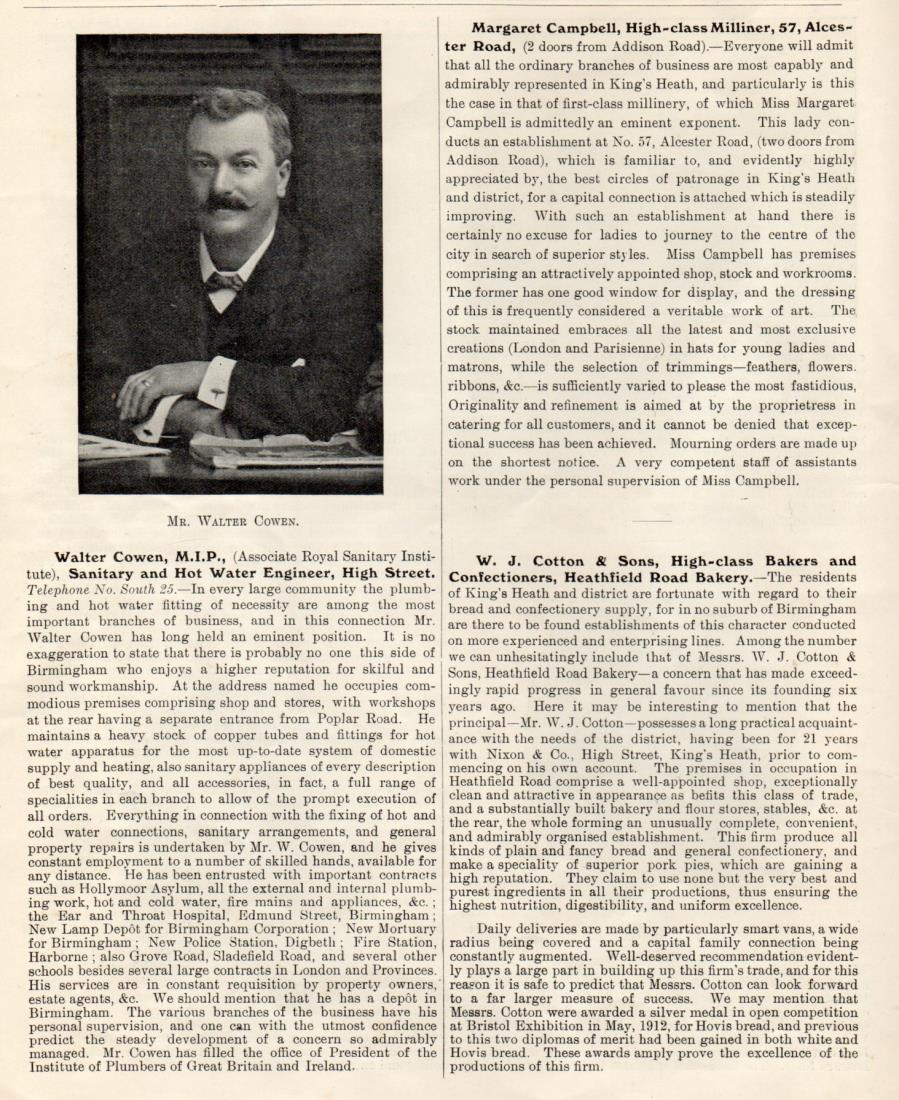 MR. WALTER COWEN.
Walter Cowen, M.I.P., (Associate Royal Sanitary Insti-
tute), Sanitary and Hot Water Engineer, High Street.
Telephone No. South 25.—In every large community the plumb-
ing and hot water fitting of necessity are among the most
important branches of business, and in this connection Mr.
Walter Cowen has long held an eminent position. It is no
exaggeration to state that there is probably no one this side of
Birmingham who enjoys a higher reputation for skilful and
sound workmanship. At the address named he occupies com-
modious premises comprising shop and stores, with workshops
at the rear having a separate entrance from Poplar Road. He
maintains a heavy stock of copper tubes and fittings for hot
water apparatus for the most up-to-date system of domestic
supply and heating, also sanitary appliances of every description
of best quality, and all accessories, in fact, a full range of
specialities in each branch to allow of the prompt execution of
all orders. Everything in connection with the fixing of hot and
cold water connections, sanitary arrangements, and general
property repairs is undertaken by Mr. W. Cowen, and he gives
constant employment to a number of skilled hands, available for
any distance. He has been entrusted with important contracts
such as Hollymoor Asylum, all the external and internal plumb-
ing work, hot and cold water, fire mains and appliances, &c.;
the Ear and Throat Hospital, Edmund Street, Birmingham;
New Lamp Depôt for Birmingham Corporation; New Mortuary
for Birmingham; New Police Station, Digbeth; Fire Station,
Harborne; also Grove Road, Sladefield Road, and several other
schools besides several large contracts in London and Provinces.
His services are in constant requisition by property owners,
estate agents, &c. We should mention that he has a depôt in
Birmingham. The various branches of the business have his
personal supervision, and one can with the utmost confidence
predict the steady development of a concern so admirably
managed. Mr. Cowen has filled the office of President of the
Institute of Plumbers of Great Britain and Ireland.
Margaret Campbell, High-class Milliner, 57, Alces-
ter Road, (2 doors from Addison Road).—Everyone will admit
that all the ordinary branches of business are most capably and
admirably represented in King's Heath, and particularly is this
the case in that of first-class millinery, of which Miss Margaret
Campbell is admittedly an eminent exponent. This lady con-
ducts an establishment at No. 57, Alcester Road, (two doors from
Addison Road), which is familiar to, and evidently highly
appreciated by, the best circles of patronage in King's Heath
and district, for a capital connection is attached which is steadily
improving. With such an establishment at hand there is
certainly no excuse for ladies to journey to the centre of the
city in search of superior styles. Miss Campbell has premises
comprising an attractively appointed shop, stock and workrooms.
The former has one good window for display, and the dressing
of this is frequently considered a veritable work of art. The
stock maintained embraces all the latest and most exclusive
creations (London and Parisienne) in hats for young ladies and
matrons, while the selection of trimmings—feathers, flowers.
ribbons, &c.—is sufficiently varied to please the most fastidious,
Originality and refinement is aimed at by the proprietress in
catering for all customers, and it cannot be denied that excep-
tional success has been achieved. Mourning orders are made up
on the shortest notice. A very competent staff of assistants
work under the personal supervision of Miss Campbell.
W. J. Cotton & Sons, High-class Bakers and
Confectioners, Heathfield Road Bakery.—The residents
of King's Heath and district are fortunate with regard to their
bread and confectionery supply, for in no suburb of Birmingham
are there to be found establishments of this character conducted
on more experienced and enterprising lines. Among the number
we can unhesitatingly include that of Messrs. W. J. Cotton &
Sons, Heathfield Road Bakery—a concern that has made exceed-
ingly rapid progress in general favour since its founding six
years ago. Here it may be interesting to mention that the
principal—Mr. W. J. Cotton—possesses a long practical acquaint-
ance with the needs of the district, having been for 21 years
with Nixon & Co., High Street, King's Heath, prior to com-
mencing on his own account. The premises in occupation in
Heathfield Road comprise a well-appointed shop, exceptionally
clean and attractive in appearance as befits this class of trade,
and a substantially built bakery and flour stores, stables, &c. at
the rear, the whole forming an unusually complete, convenient,
and admirably organised establishment. This firm produce all
kinds of plain and fancy bread and general confectionery, and
make a speciality of superior pork pies, which are gaining a
high reputation. They claim to use none but the very best and
purest ingredients in all their productions, thus ensuring the
highest nutrition, digestibility, and uniform excellence.
Daily deliveries are made by particularly smart vans, a wide
radius being covered and a capital family connection being
constantly augmented. Well-deserved recommendation evident-
ly plays a large part in building up this firm's trade, and for this
reason it is safe to predict that Messrs. Cotton can look forward
to a far larger measure of success. We may mention that
Messrs. Cotton were awarded a silver medal in open competition
at Bristol Exhibition in May, 1912, for Hovis bread, and previous
to this two diplomas of merit had been gained in both white and
Hovis bread. These awards amply prove the excellence of the
productions of this firm.